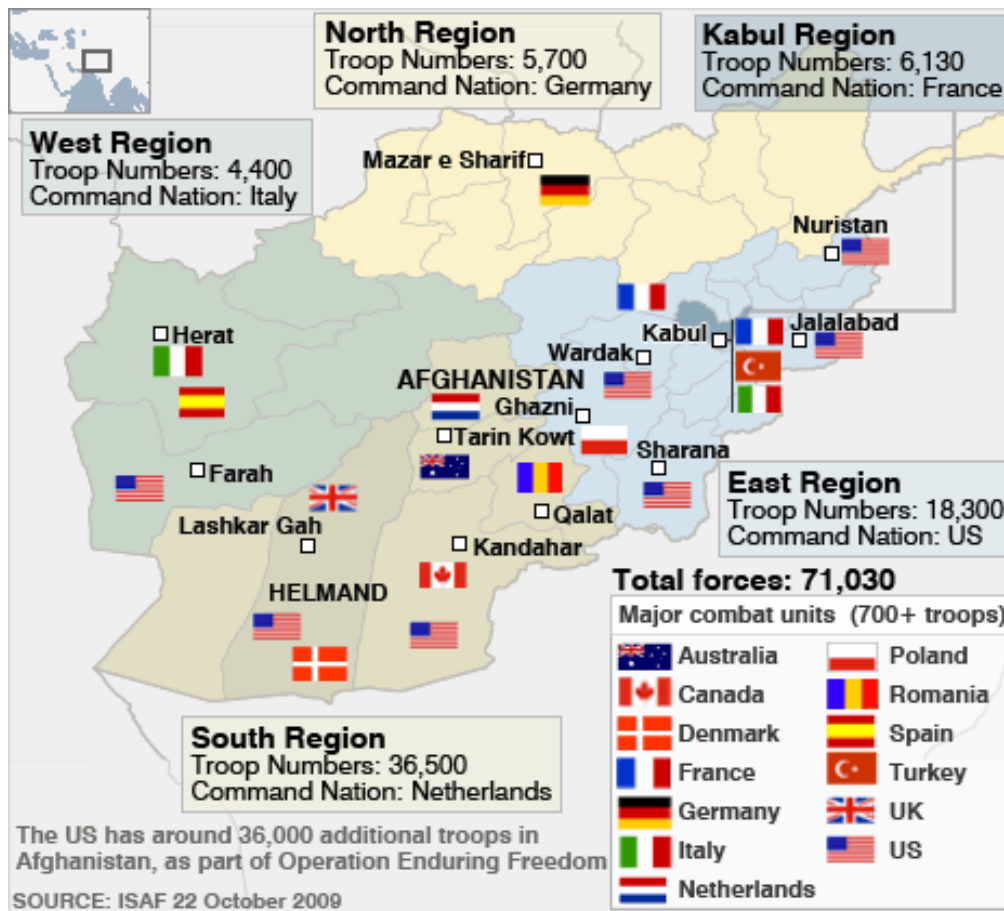 North Region
Troop Numbers: 5,700
Command Nation: Germany
Kabul Region
Troop Numbers: 6,130
Command Nation: France
West Region
Troop Numbers: 4,400
Command Nation: Italy
Mazar e Sharif
Nuristan
Herat
Kabul
Jalalabad
Wardak
AFGHANISTAN
Ghazni
Tarin Kowt
Sharana
Farah
Qalat
Lashkar Gah
Kandahar
HELMAND
East Region
Troop Numbers: 18,300
Command Nation: US
South Region
Troop Numbers: 36,500
Command Nation: Netherlands
Total forces: 71,030
Major combat units (700+ troops)
Australia
Canada
Denmark
France
Germany
Italy
Netherlands
Poland
Romania
Spain
Turkey
UK
US
The US has around 36,000 additional troops in
Afghanistan, as part of Operation Enduring Freedom
SOURCE: ISAF 22 October 2009